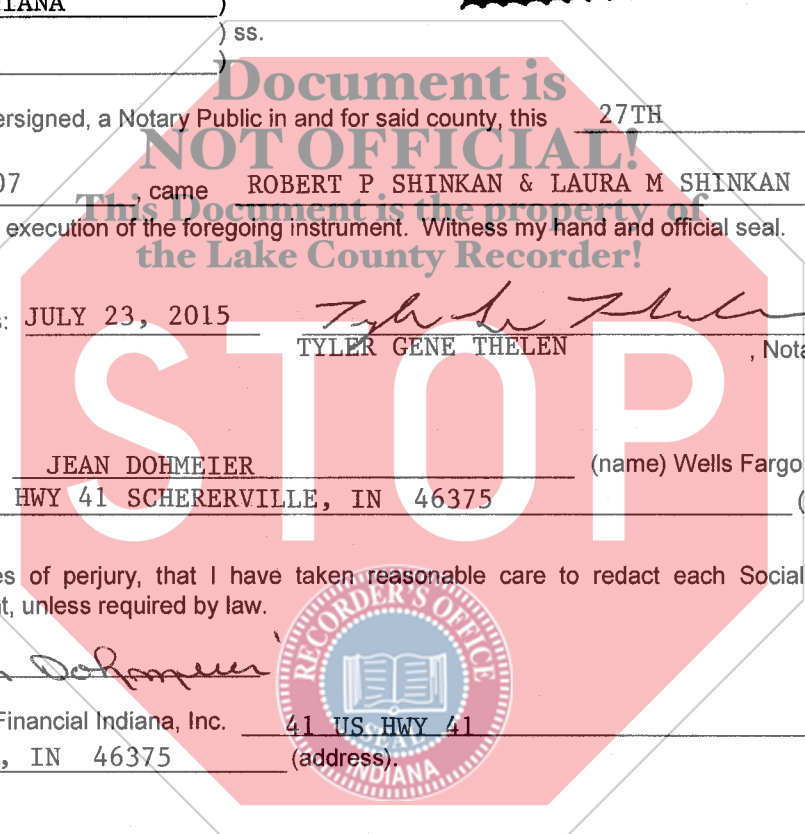 DIANA )
) ss.
)
Document is
ersigned, a Notary Public in and for said county, this 27TH
NOT OFFICIAL!
07 , came ROBERT P SHINKAN & LAURA M SHINKAN
This Document is the property of
execution of the foregoing instrument. Witness my hand and official seal.
the Lake County Recorder!
s: JULY 23, 2015
TYLER GENE THELEN , Nota
STOP
JEAN DOHMEIER (name) Wells Fargo
HWY 41 SCHERERVILLE, IN 46375 (
es of perjury, that I have taken reasonable care to redact each Social
t, unless required by law.
RECORDER'S OFFICE
Dohmeier
Financial Indiana, Inc. 41 US HWY 41
SEAL
, IN 46375 (address).
INDIANA